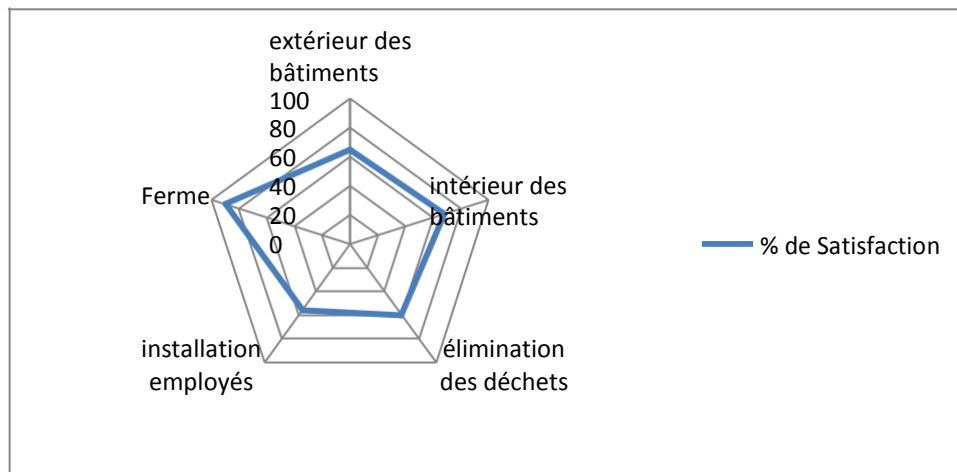 extérieur des
bâtiments
100
80
60
40
20
0
Ferme
intérieur des
bâtiments
installation
employés
élimination
des déchets
% de Satisfaction